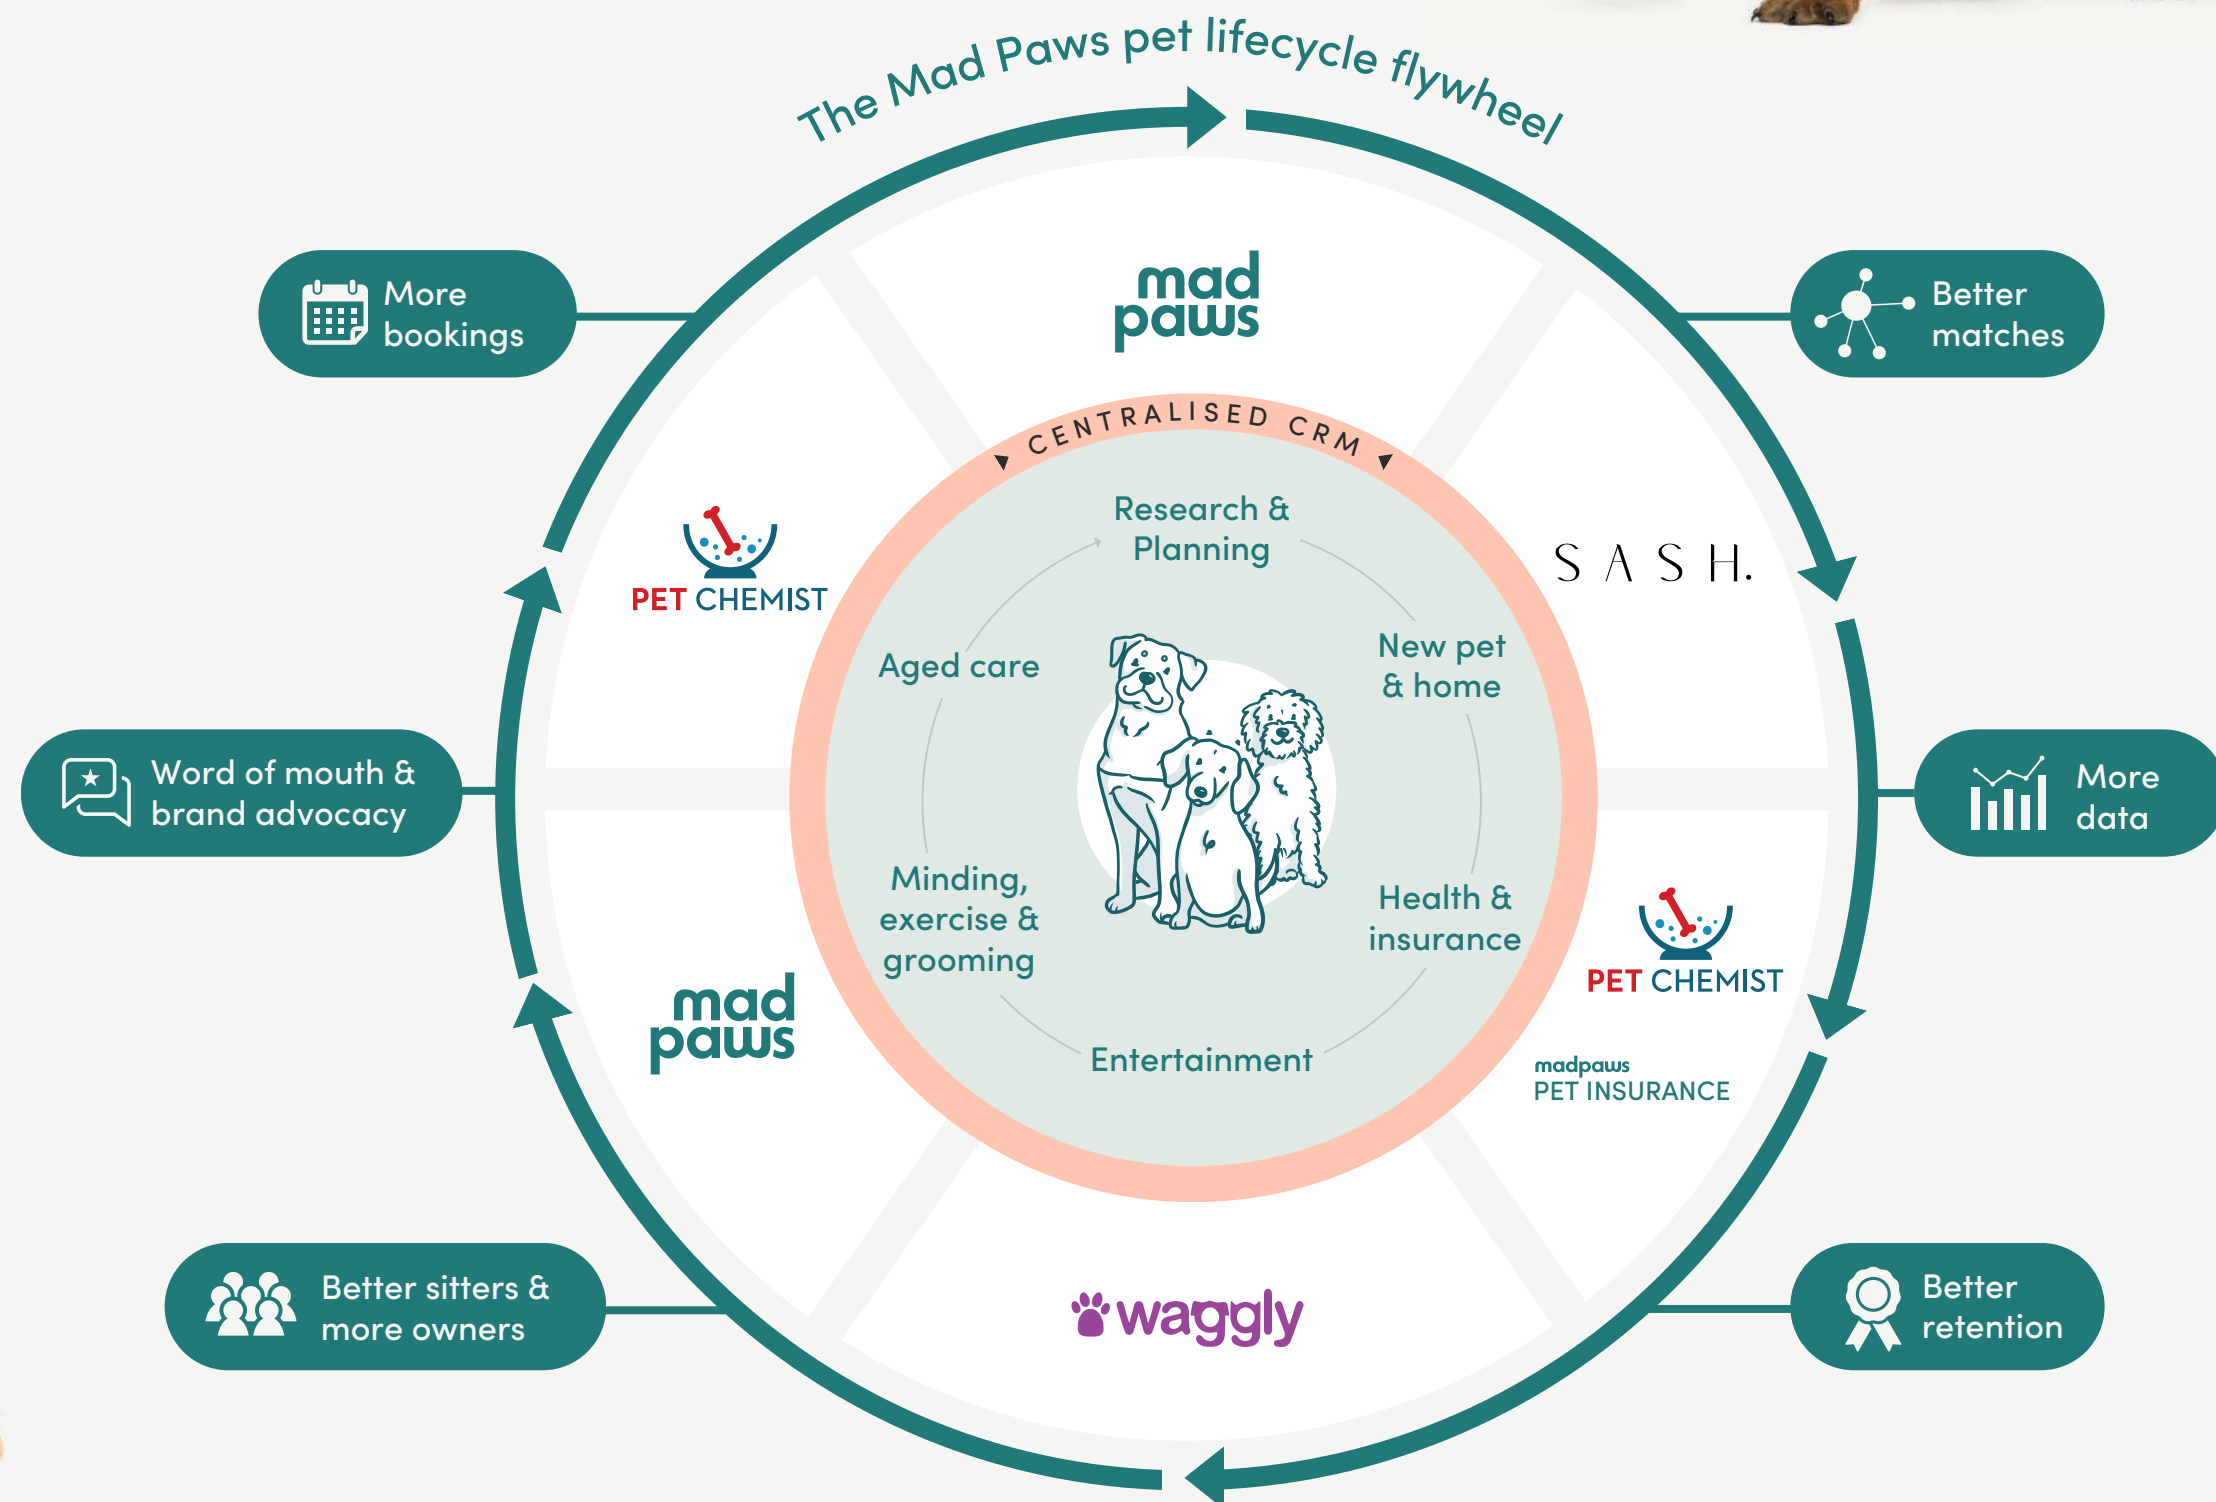 The Mad Paws pet lifecycle flywheel
More
bookings
Better
matches
mad
paws
CENTRALISED CRM
PET CHEMIST
SASH.
Research &
Planning
Aged care
New pet
& home
Word of mouth &
brand advocacy
More
data
Minding,
exercise &
grooming
Health &
insurance
Entertainment
mad
paws
PET CHEMIST
madpaws
PET INSURANCE
Better sitters &
more owners
waggly
Better
retention